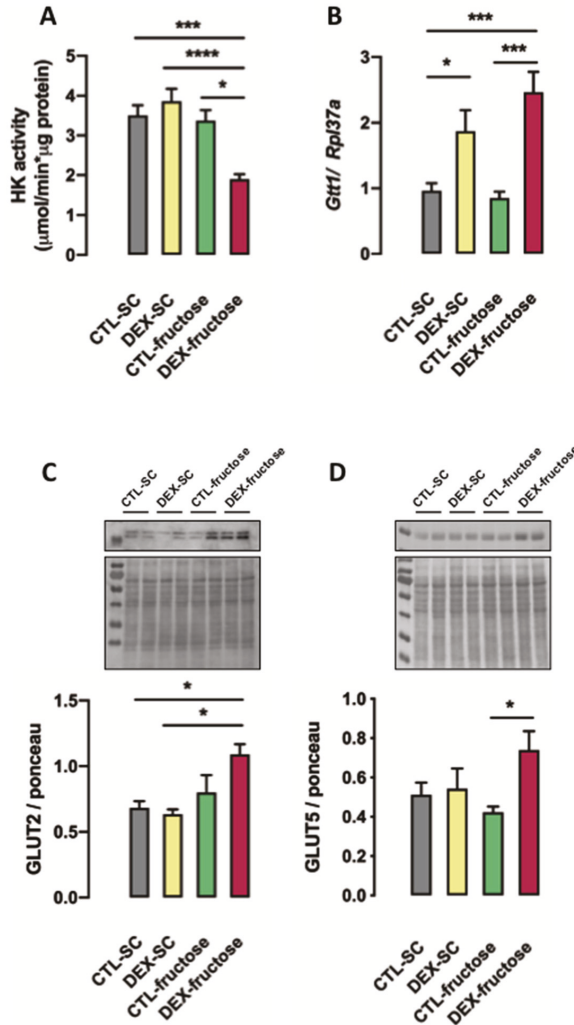 A
***
****
*
HK activity
(µmol/min*µg protein)
5
4
3
2
1
0
CTL-SC
DEX-SC
CTL-fructose
DEX-fructose
B
***
***
*
Gtt1/ Rpl37a
3
2
1
0
CTL-SC
DEX-SC
CTL-fructose
DEX-fructose
C
CTL-SC
DEX-SC
CTL-fructose
DEX-fructose
*
*
GLUT2 / ponceau
1.5
1.0
0.5
0.0
CTL-SC
DEX-SC
CTL-fructose
DEX-fructose
D
CTL-SC
DEX-SC
CTL-fructose
DEX-fructose
*
GLUT5 / ponceau
1.0
0.8
0.6
0.4
0.2
0.0
CTL-SC
DEX-SC
CTL-fructose
DEX-fructose